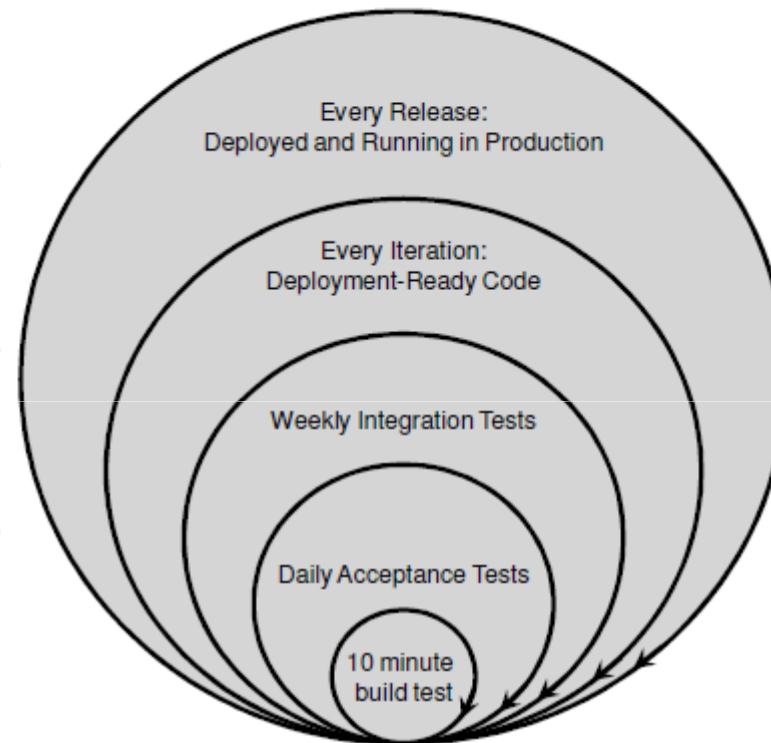 Every Release:
Deployed and Running in Production
Every Iteration:
Deployment-Ready Code
Weekly Integration Tests
Daily Acceptance Tests
10 minute
build test